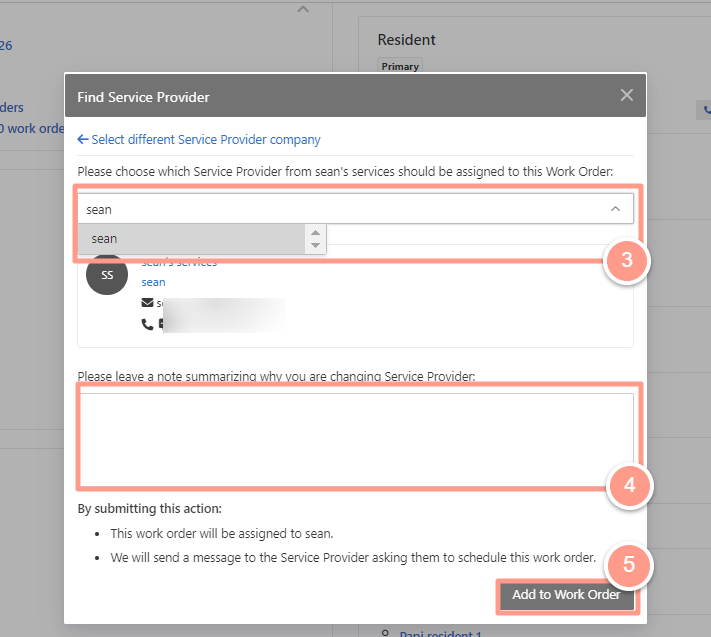 26
Resident
Primary
ders
0 work orde
Find Service Provider
Select different Service Provider company
Please choose which Service Provider from sean's services should be assigned to this Work Order:
sean
sean
3
SS
sean's services
sean
Please leave a note summarizing why you are changing Service Provider:
4
By submitting this action:
• This work order will be assigned to sean.
• We will send a message to the Service Provider asking them to schedule this work order.
5
Add to Work Order
Papi resident 1